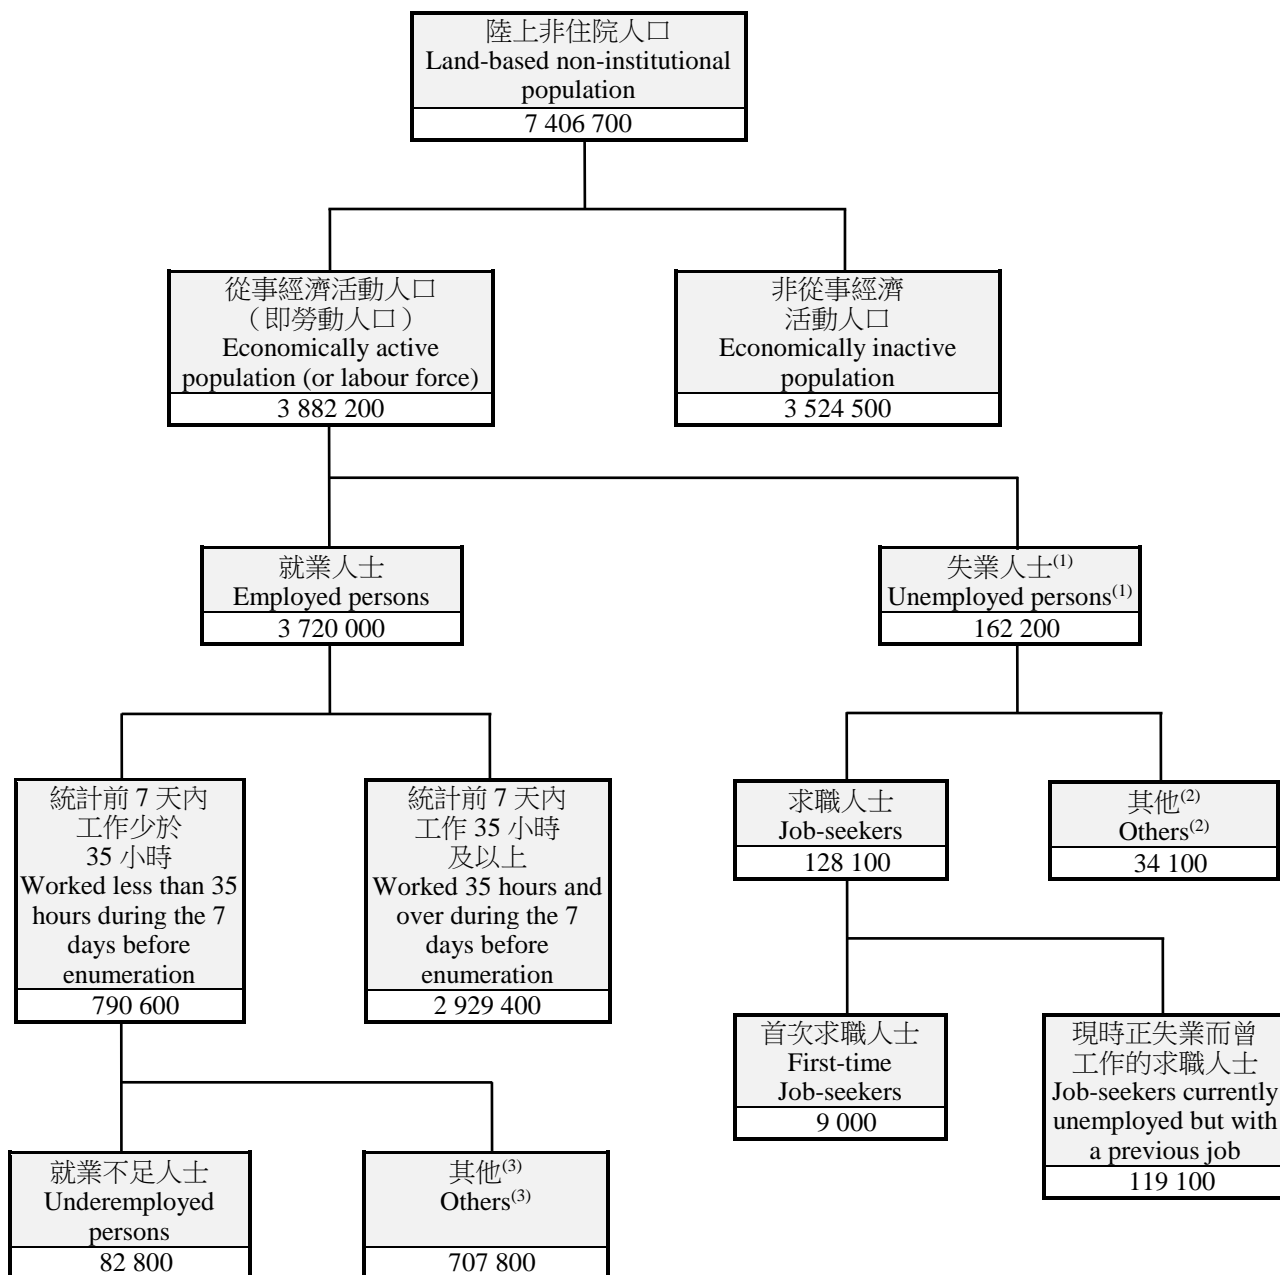 陸上非住院人口
Land-based non-institutional
population
7 406 700
從事經濟活動人口
（即勞動人口）
Economically active
population (or labour force)
3 882 200
非從事經濟
活動人口
Economically inactive
population
3 524 500
就業人士
Employed persons
3 720 000
失業人士(1)
Unemployed persons(1)
162 200
統計前 7 天內
工作少於
35 小時
Worked less than 35
hours during the 7
days before
enumeration
790 600
統計前 7 天內
工作 35 小時
及以上
Worked 35 hours and
over during the 7
days before
enumeration
2 929 400
求職人士
Job-seekers
128 100
其他(2)
Others(2)
34 100
首次求職人士
First-time
Job-seekers
9 000
現時正失業而曾
工作的求職人士
Job-seekers currently
unemployed but with
a previous job
119 100
就業不足人士
Underemployed
persons
82 800
其他(3)
Others(3)
707 800